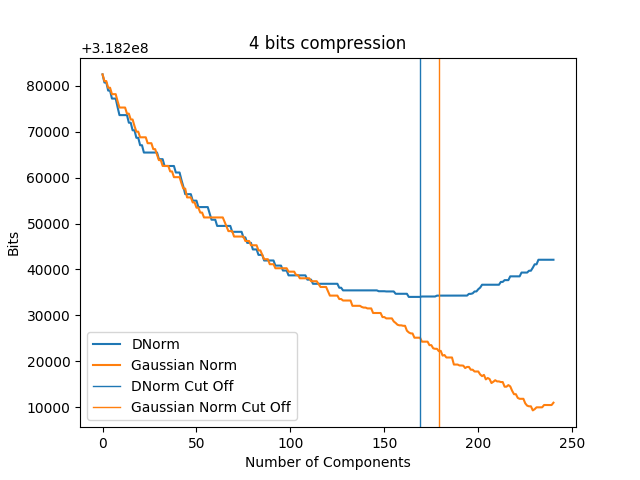 4 bits compression
+3.182e8
80000
70000
60000
50000
40000
30000
20000
10000
Bits
DNorm
Gaussian Norm
DNorm Cut Off
Gaussian Norm Cut Off
0 50 100 150 200 250
Number of Components